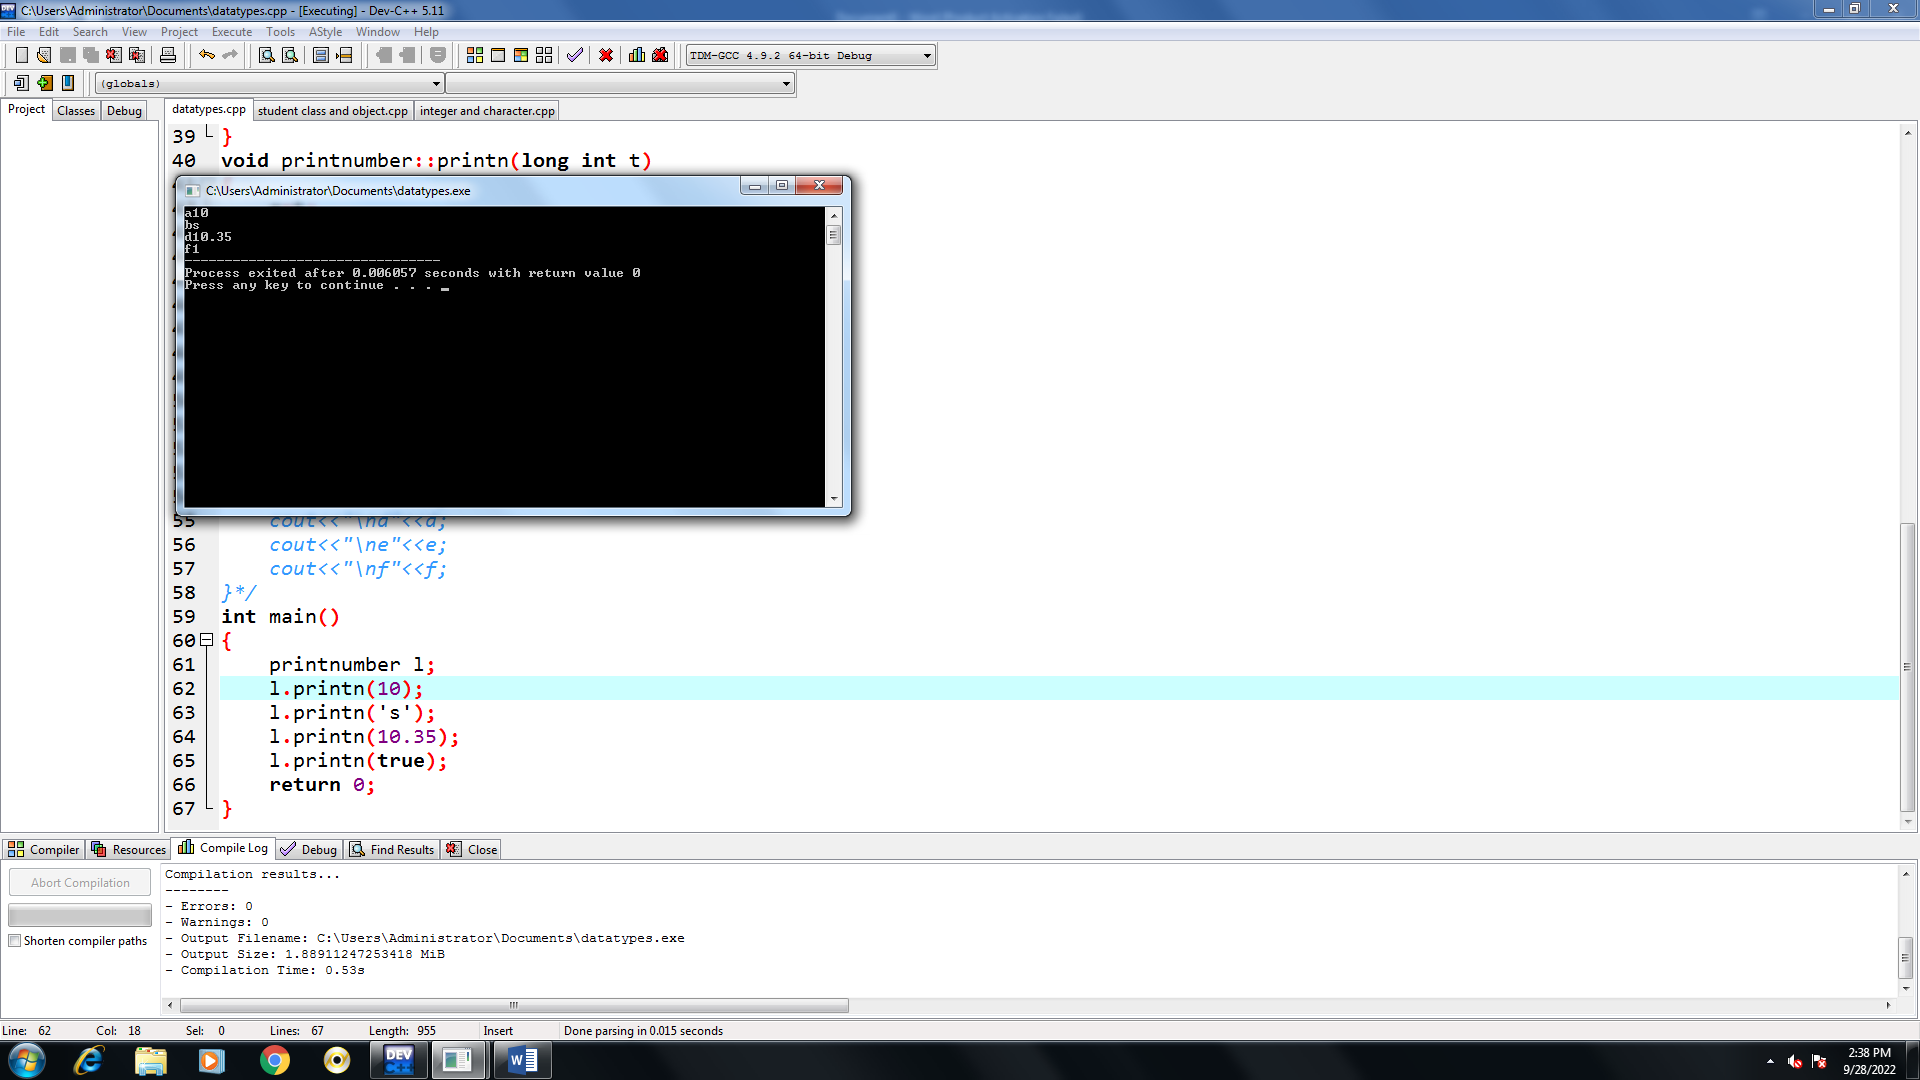 C:\Users\Administrator\Documents\datatypes.cpp - [Executing] - Dev-C++ 5.11
File Edit Search View Project Execute Tools AStyle Window Help
TDM-GCC 4.9.2 64-bit Debug
(globals)
Project Classes Debug
datatypes.cpp student class and object.cpp integer and character.cpp
39 }
40 void printnumber::printn(long int t)
C:\Users\Administrator\Documents\datatypes.exe
a10
bs
d10.35
f1
--------------------------------
Process exited after 0.006057 seconds with return value 0
Press any key to continue . . . _
55 cout<<"\nd"<<d;
56 cout<<"\ne"<<e;
57 cout<<"\nf"<<f;
58 }*/
59 int main()
60 {
61 printnumber l;
62 l.printn(10);
63 l.printn('s');
64 l.printn(10.35);
65 l.printn(true);
66 return 0;
67 }
Compiler Resources Compile Log Debug Find Results Close
Abort Compilation
Shorten compiler paths
Compilation results...
--------
- Errors: 0
- Warnings: 0
- Output Filename: C:\Users\Administrator\Documents\datatypes.exe
- Output Size: 1.88911247253418 MiB
- Compilation Time: 0.53s
Line: 62 Col: 18 Sel: 0 Lines: 67 Length: 955 Insert Done parsing in 0.015 seconds
DEV C++
W
2:38 PM
9/28/2022